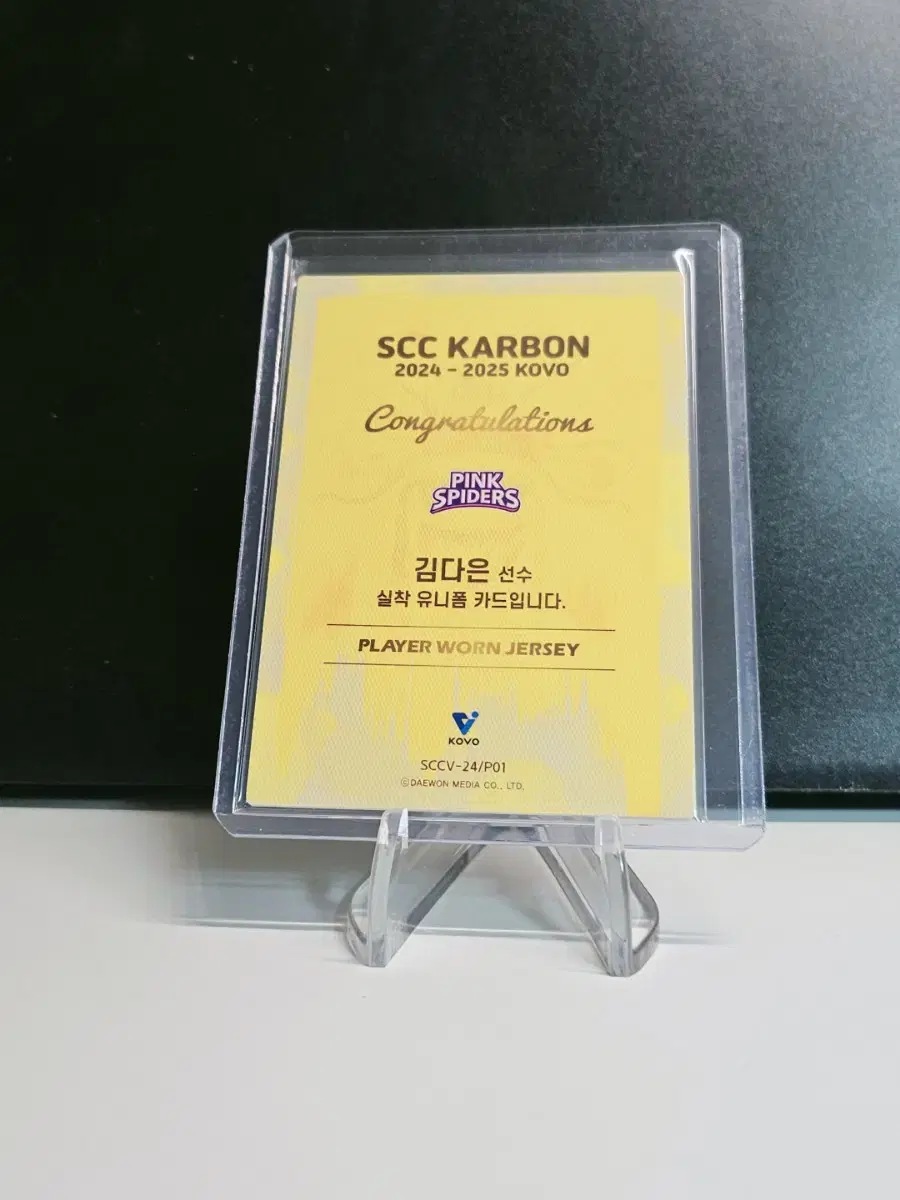 SCC KARBON
2024 - 2025 KOVO
Congratulations
PINK
SPIDERS
김다은 선수
실착 유니폼 카드입니다.
PLAYER WORN JERSEY
KOVO
SCCV-24/P01
©DAEWON MEDIA CO., LTD.